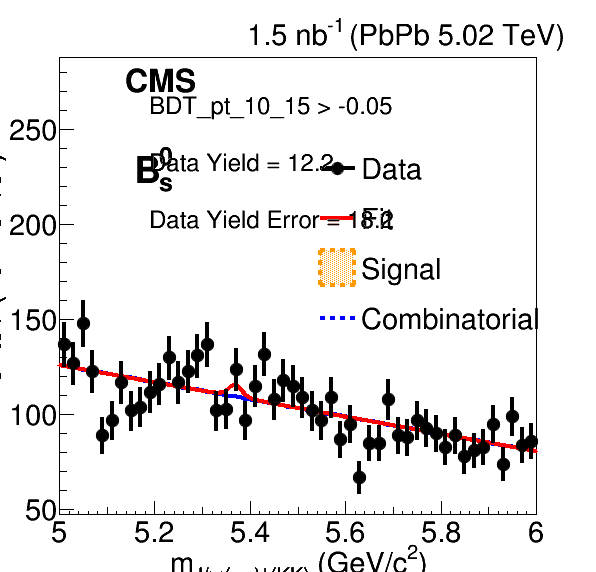 1.5 nb-1 (PbPb 5.02 TeV)
CMS
BDT_pt_10_15 > -0.05
B0s
Data Yield = 12.2
Data
Data Yield Error = 18.2
Fit
Signal
Combinatorial
250
200
150
100
50
5 5.2 5.4 5.6 5.8 6
m (GeV/c2)